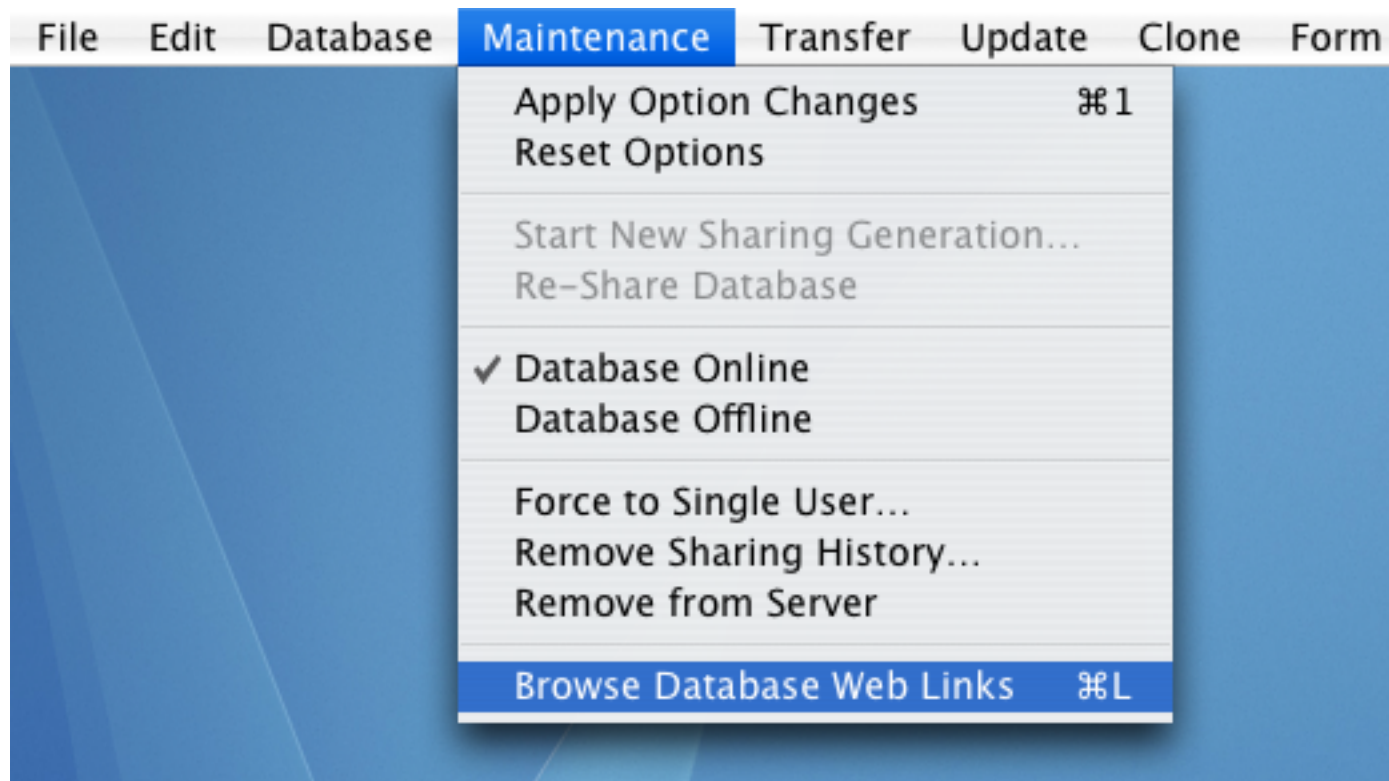 File Edit Database Maintenance Transfer Update Clone Form
Apply Option Changes ⌘1
Reset Options
Start New Sharing Generation…
Re-Share Database
✓ Database Online
Database Offline
Force to Single User…
Remove Sharing History…
Remove from Server
Browse Database Web Links ⌘L